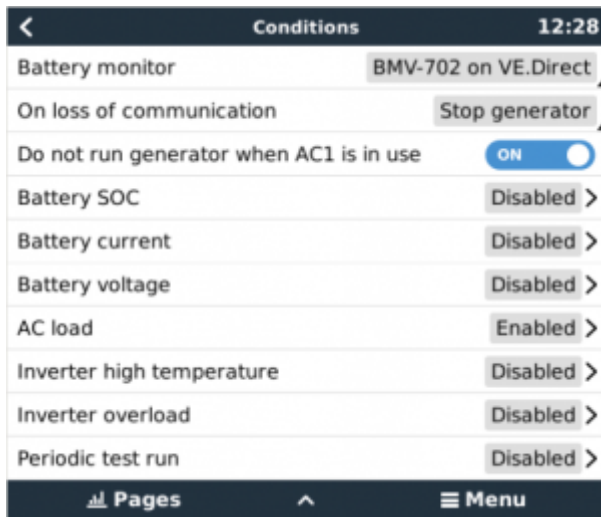 Conditions 12:28
Battery monitor BMV-702 on VE.Direct
On loss of communication Stop generator
Do not run generator when AC1 is in use ON
Battery SOC Disabled
Battery current Disabled
Battery voltage Disabled
AC load Enabled
Inverter high temperature Disabled
Inverter overload Disabled
Periodic test run Disabled
Pages Menu